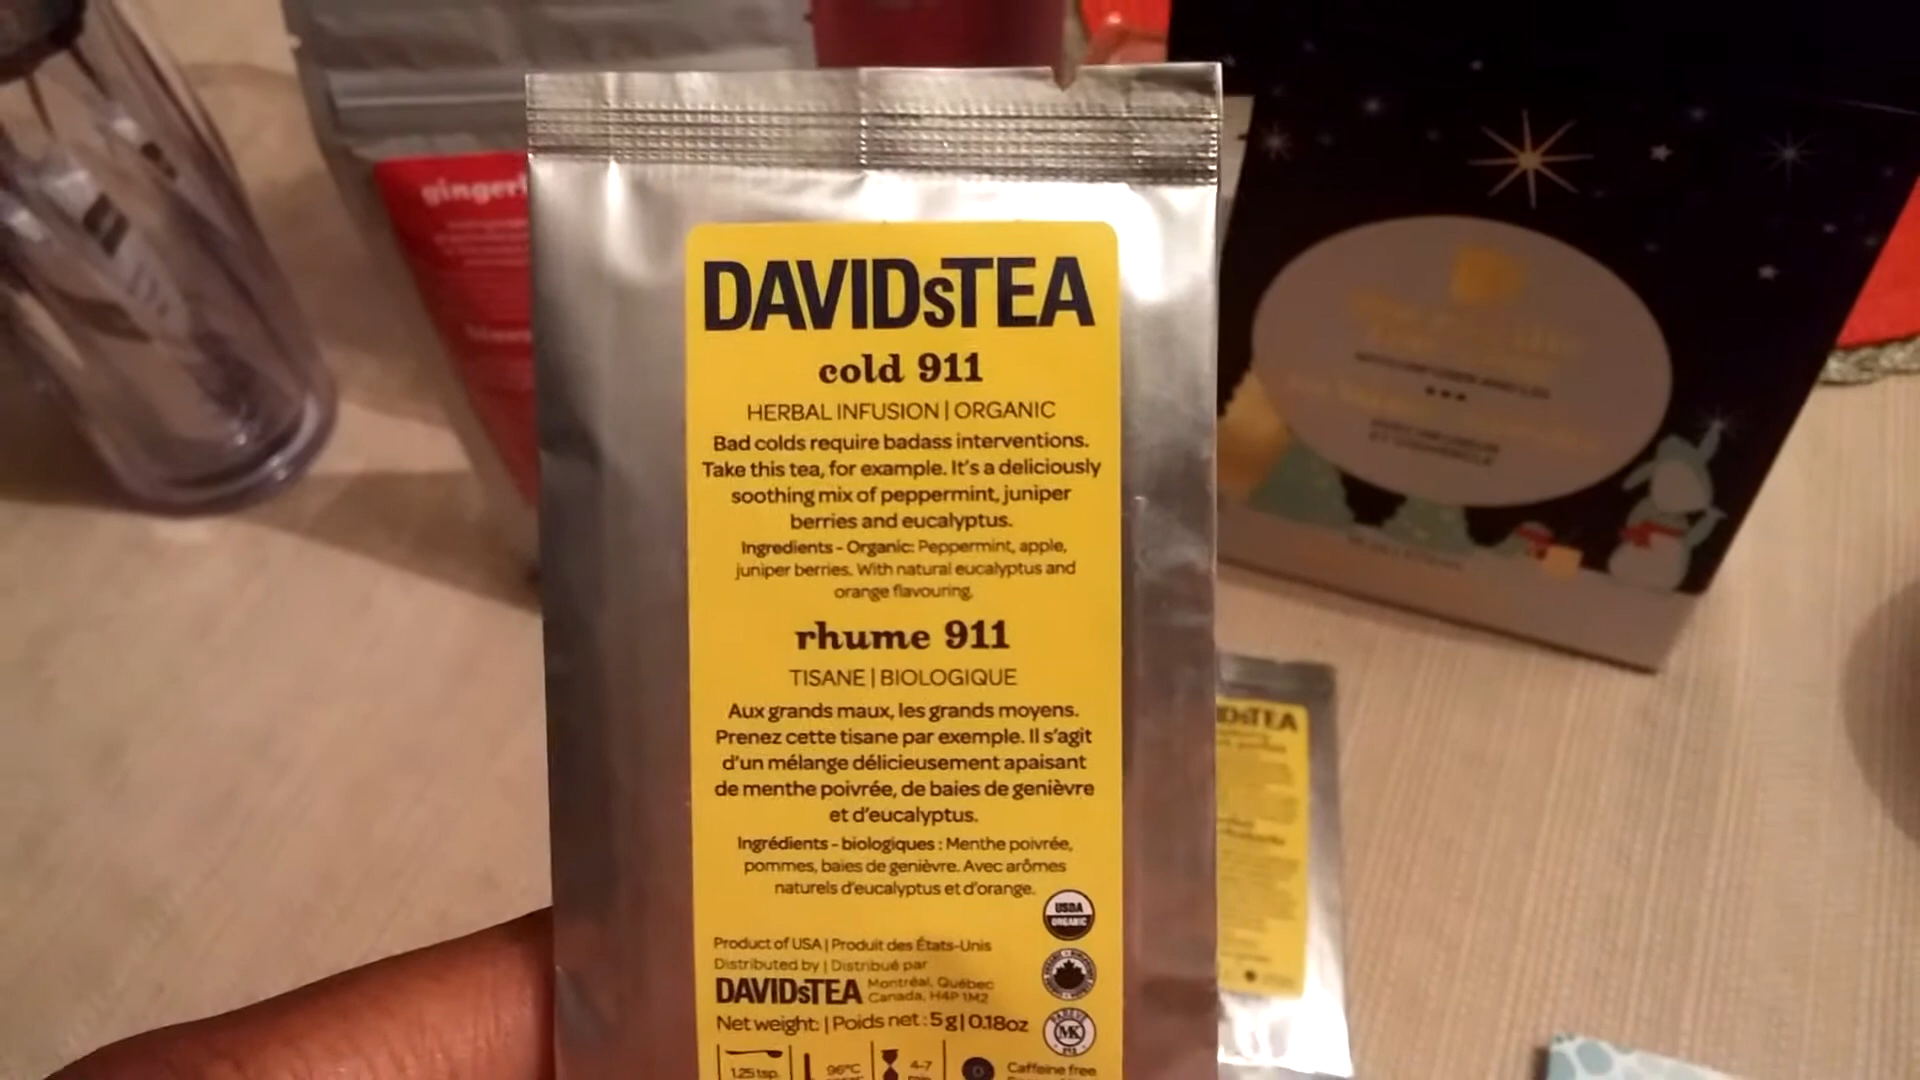 DAVIDsTEA
cold 911
HERBAL INFUSION | ORGANIC
Bad colds require badass interventions.
Take this tea, for example. It's a deliciously
soothing mix of peppermint, juniper
berries and eucalyptus.
Ingredients - Organic: Peppermint, apple,
juniper berries. With natural eucalyptus and
orange flavouring.
rhume 911
TISANE | BIOLOGIQUE
Aux grands maux, les grands moyens.
Prenez cette tisane par exemple. Il s'agit
d'un mélange délicieusement apaisant
de menthe poivrée, de baies de genièvre
et d'eucalyptus.
Ingrédients - biologiques : Menthe poivrée,
pommes, baies de genièvre. Avec arômes
naturels d'eucalyptus et d'orange.
USDA
ORGANIC
Product of USA | Produit des États-Unis
Distributed by | Distribué par
DAVIDsTEA
Montréal, Québec
Canada, H4P 1M2
Net weight: | Poids net : 5 g | 0.18oz
MK
1.25 tsp.
96°C
4-7
Caffeine free